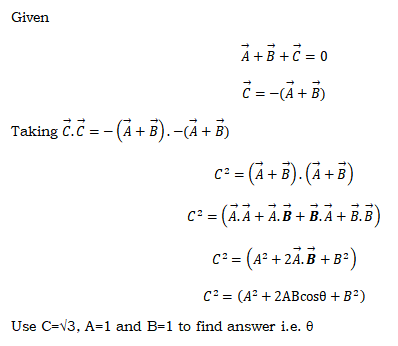 Given
A⃗ + B⃗ + C⃗ = 0
C⃗ = −(A⃗ + B⃗)
Taking C⃗.C⃗ = −(A⃗ + B⃗).−(A⃗ + B⃗)
C² = (A⃗ + B⃗).(A⃗ + B⃗)
C² = (A⃗.A⃗ + A⃗.B⃗ + B⃗.A⃗ + B⃗.B⃗)
C² = (A² + 2A⃗.B⃗ + B²)
C² = (A² + 2ABcosθ + B²)
Use C=√3, A=1 and B=1 to find answer i.e. θ